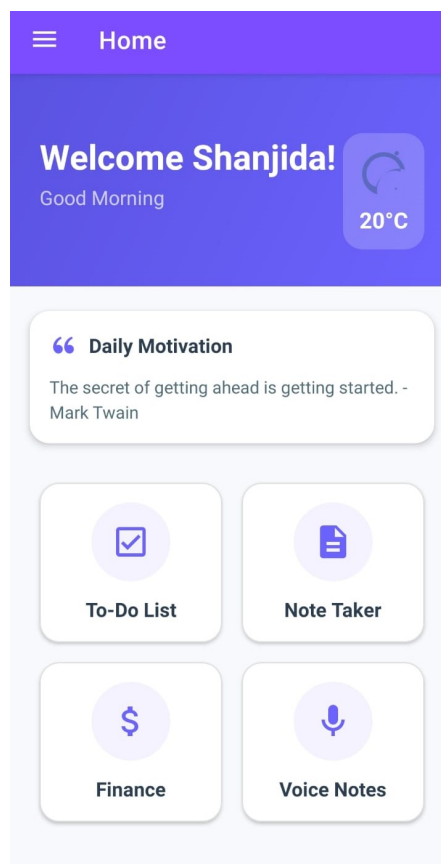 Home
Welcome Shanjida!
Good Morning
20°C
“ Daily Motivation
The secret of getting ahead is getting started. -
Mark Twain
To-Do List
Note Taker
$
Finance
Voice Notes